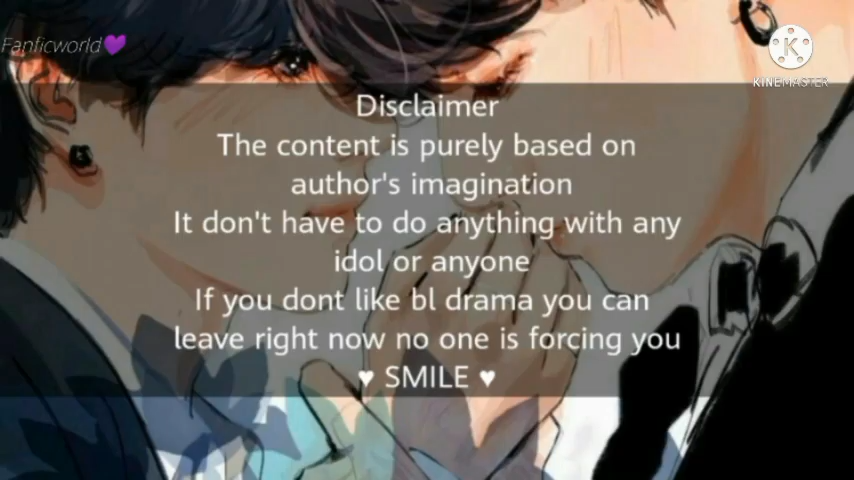 Fanficworld💜
K
KINEMASTER
Disclaimer
The content is purely based on
author's imagination
It don't have to do anything with any
idol or anyone
If you dont like bl drama you can
leave right now no one is forcing you
♥ SMILE ♥